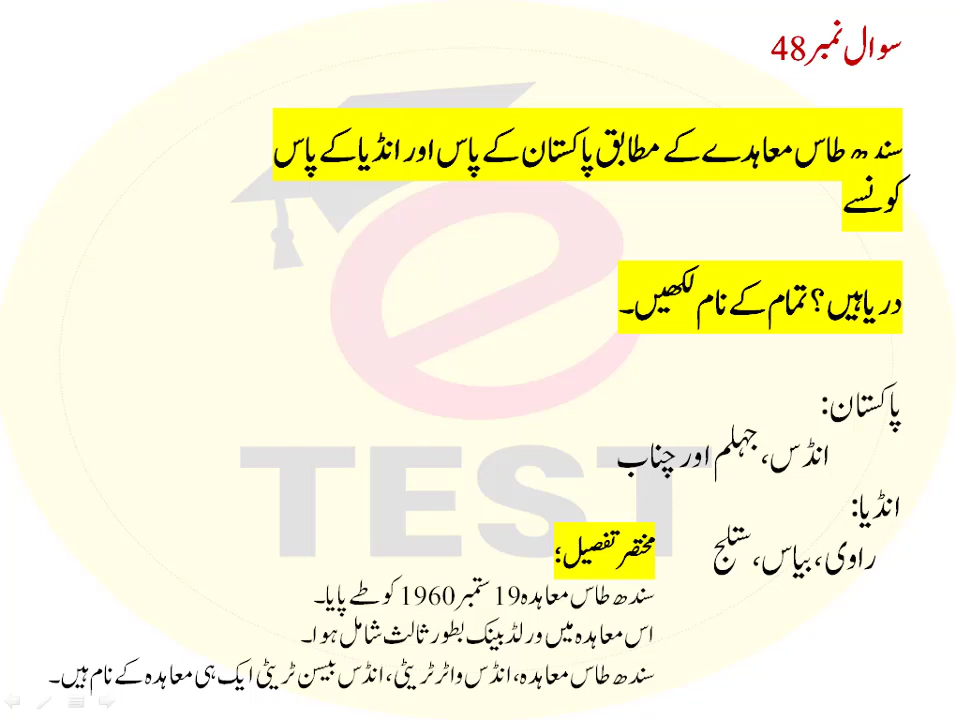 سوال نمبر 48
سندھ طاس معاہدے کے مطابق پاکستان کے پاس اور انڈیا کے پاس
کونسے
دریا ہیں؟ تمام کے نام لکھیں۔
پاکستان:
انڈس، جہلم اور چناب
انڈیا:
راوی، بیاس، ستلج
مختصر تفصیل؛
سندھ طاس معاہدہ 19 ستمبر 1960 کو طے پایا۔
اس معاہدہ میں ورلڈ بینک بطور ثالث شامل ہوا۔
سندھ طاس معاہدہ، انڈس واٹر ٹریٹی، انڈس بیسن ٹریٹی ایک ہی معاہدہ کے نام ہیں۔
e
TEST